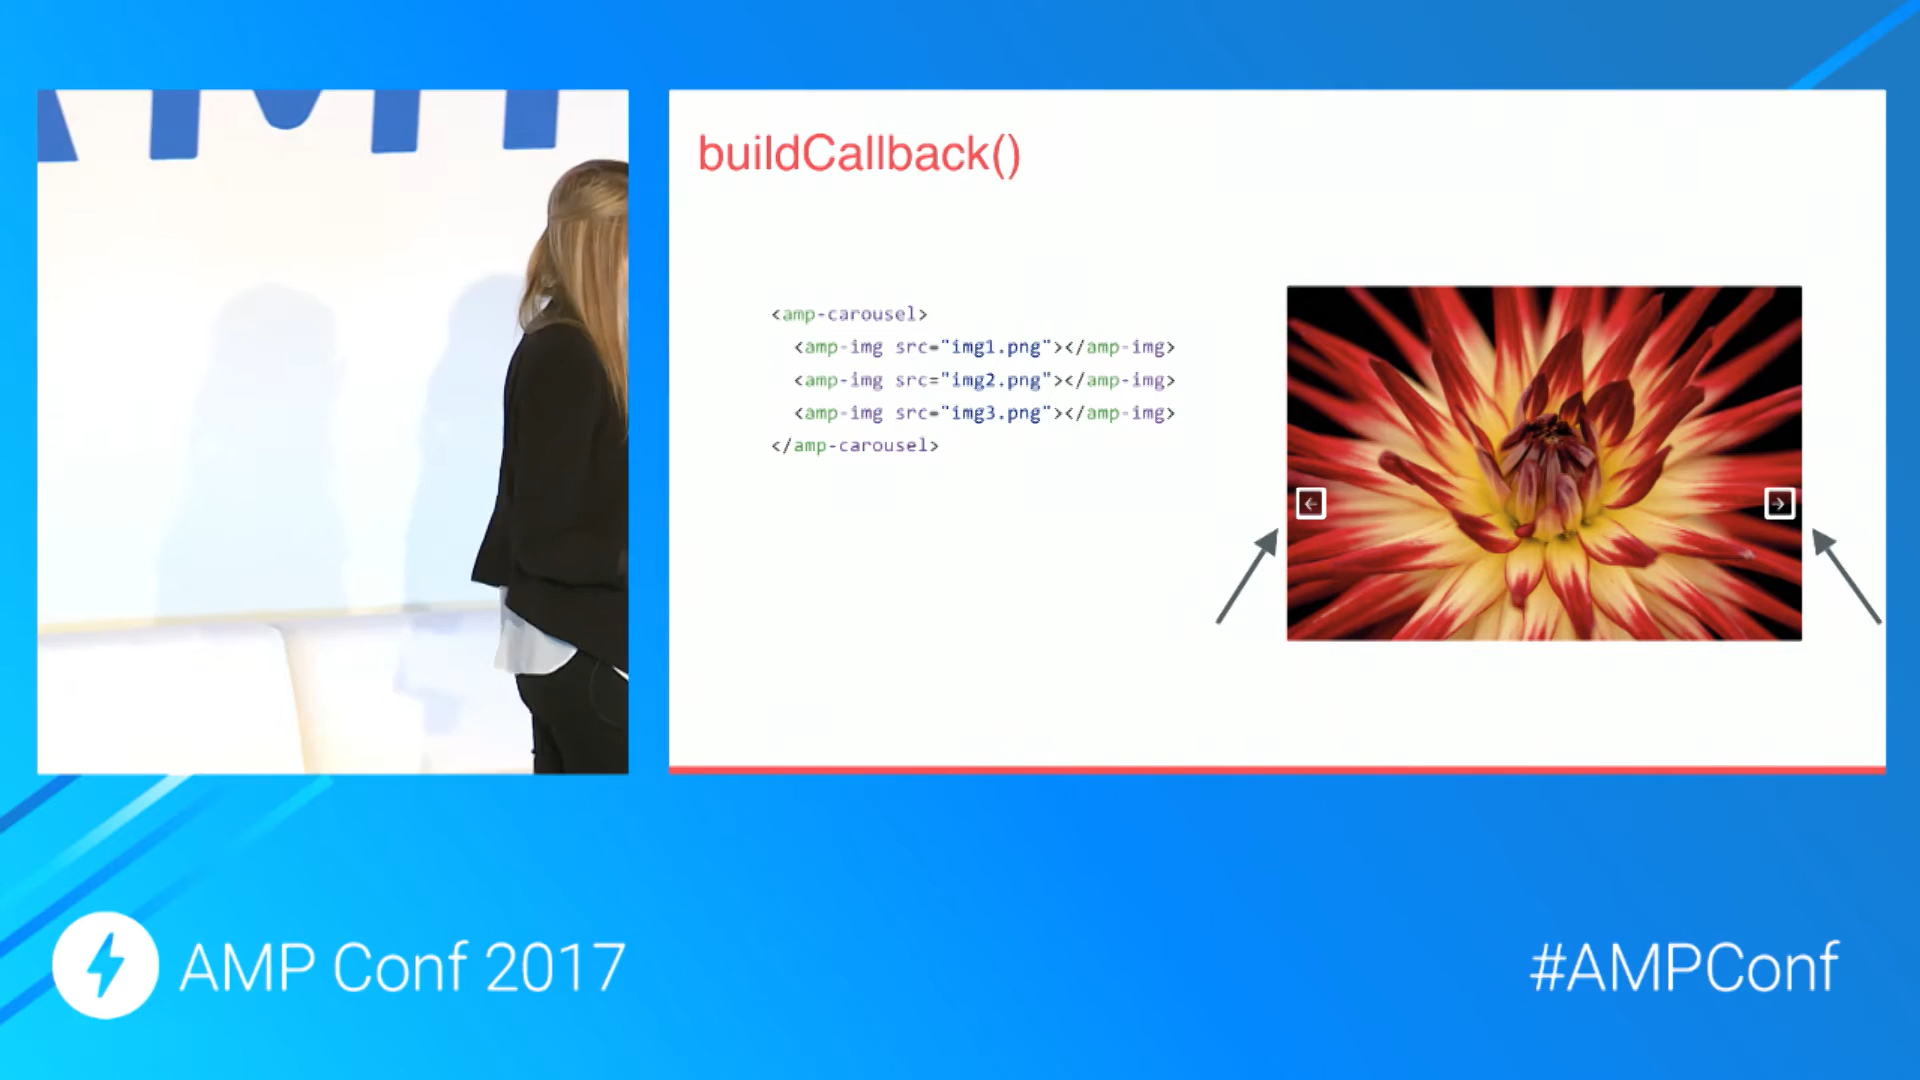 AMP
buildCallback()
<amp-carousel>
<amp-img src="img1.png"></amp-img>
<amp-img src="img2.png"></amp-img>
<amp-img src="img3.png"></amp-img>
</amp-carousel>
AMP Conf 2017
#AMPConf